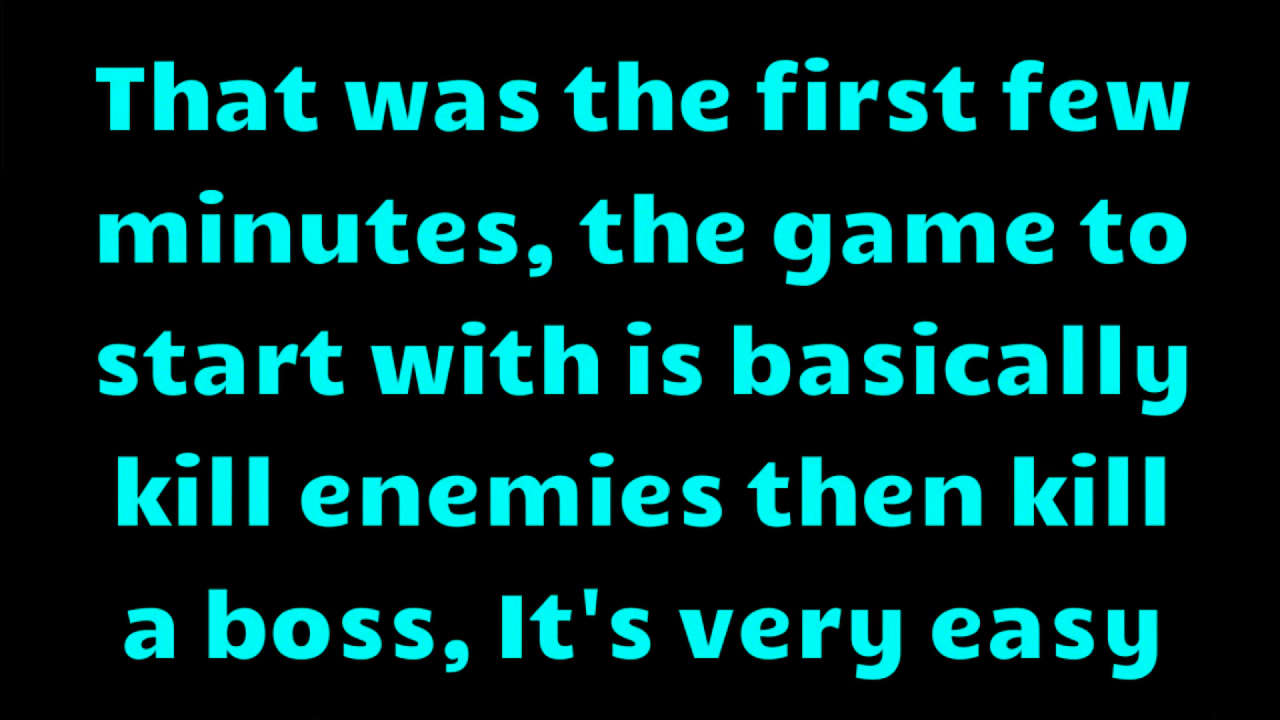 That was the first few
minutes, the game to
start with is basically
kill enemies then kill
a boss, It's very easy